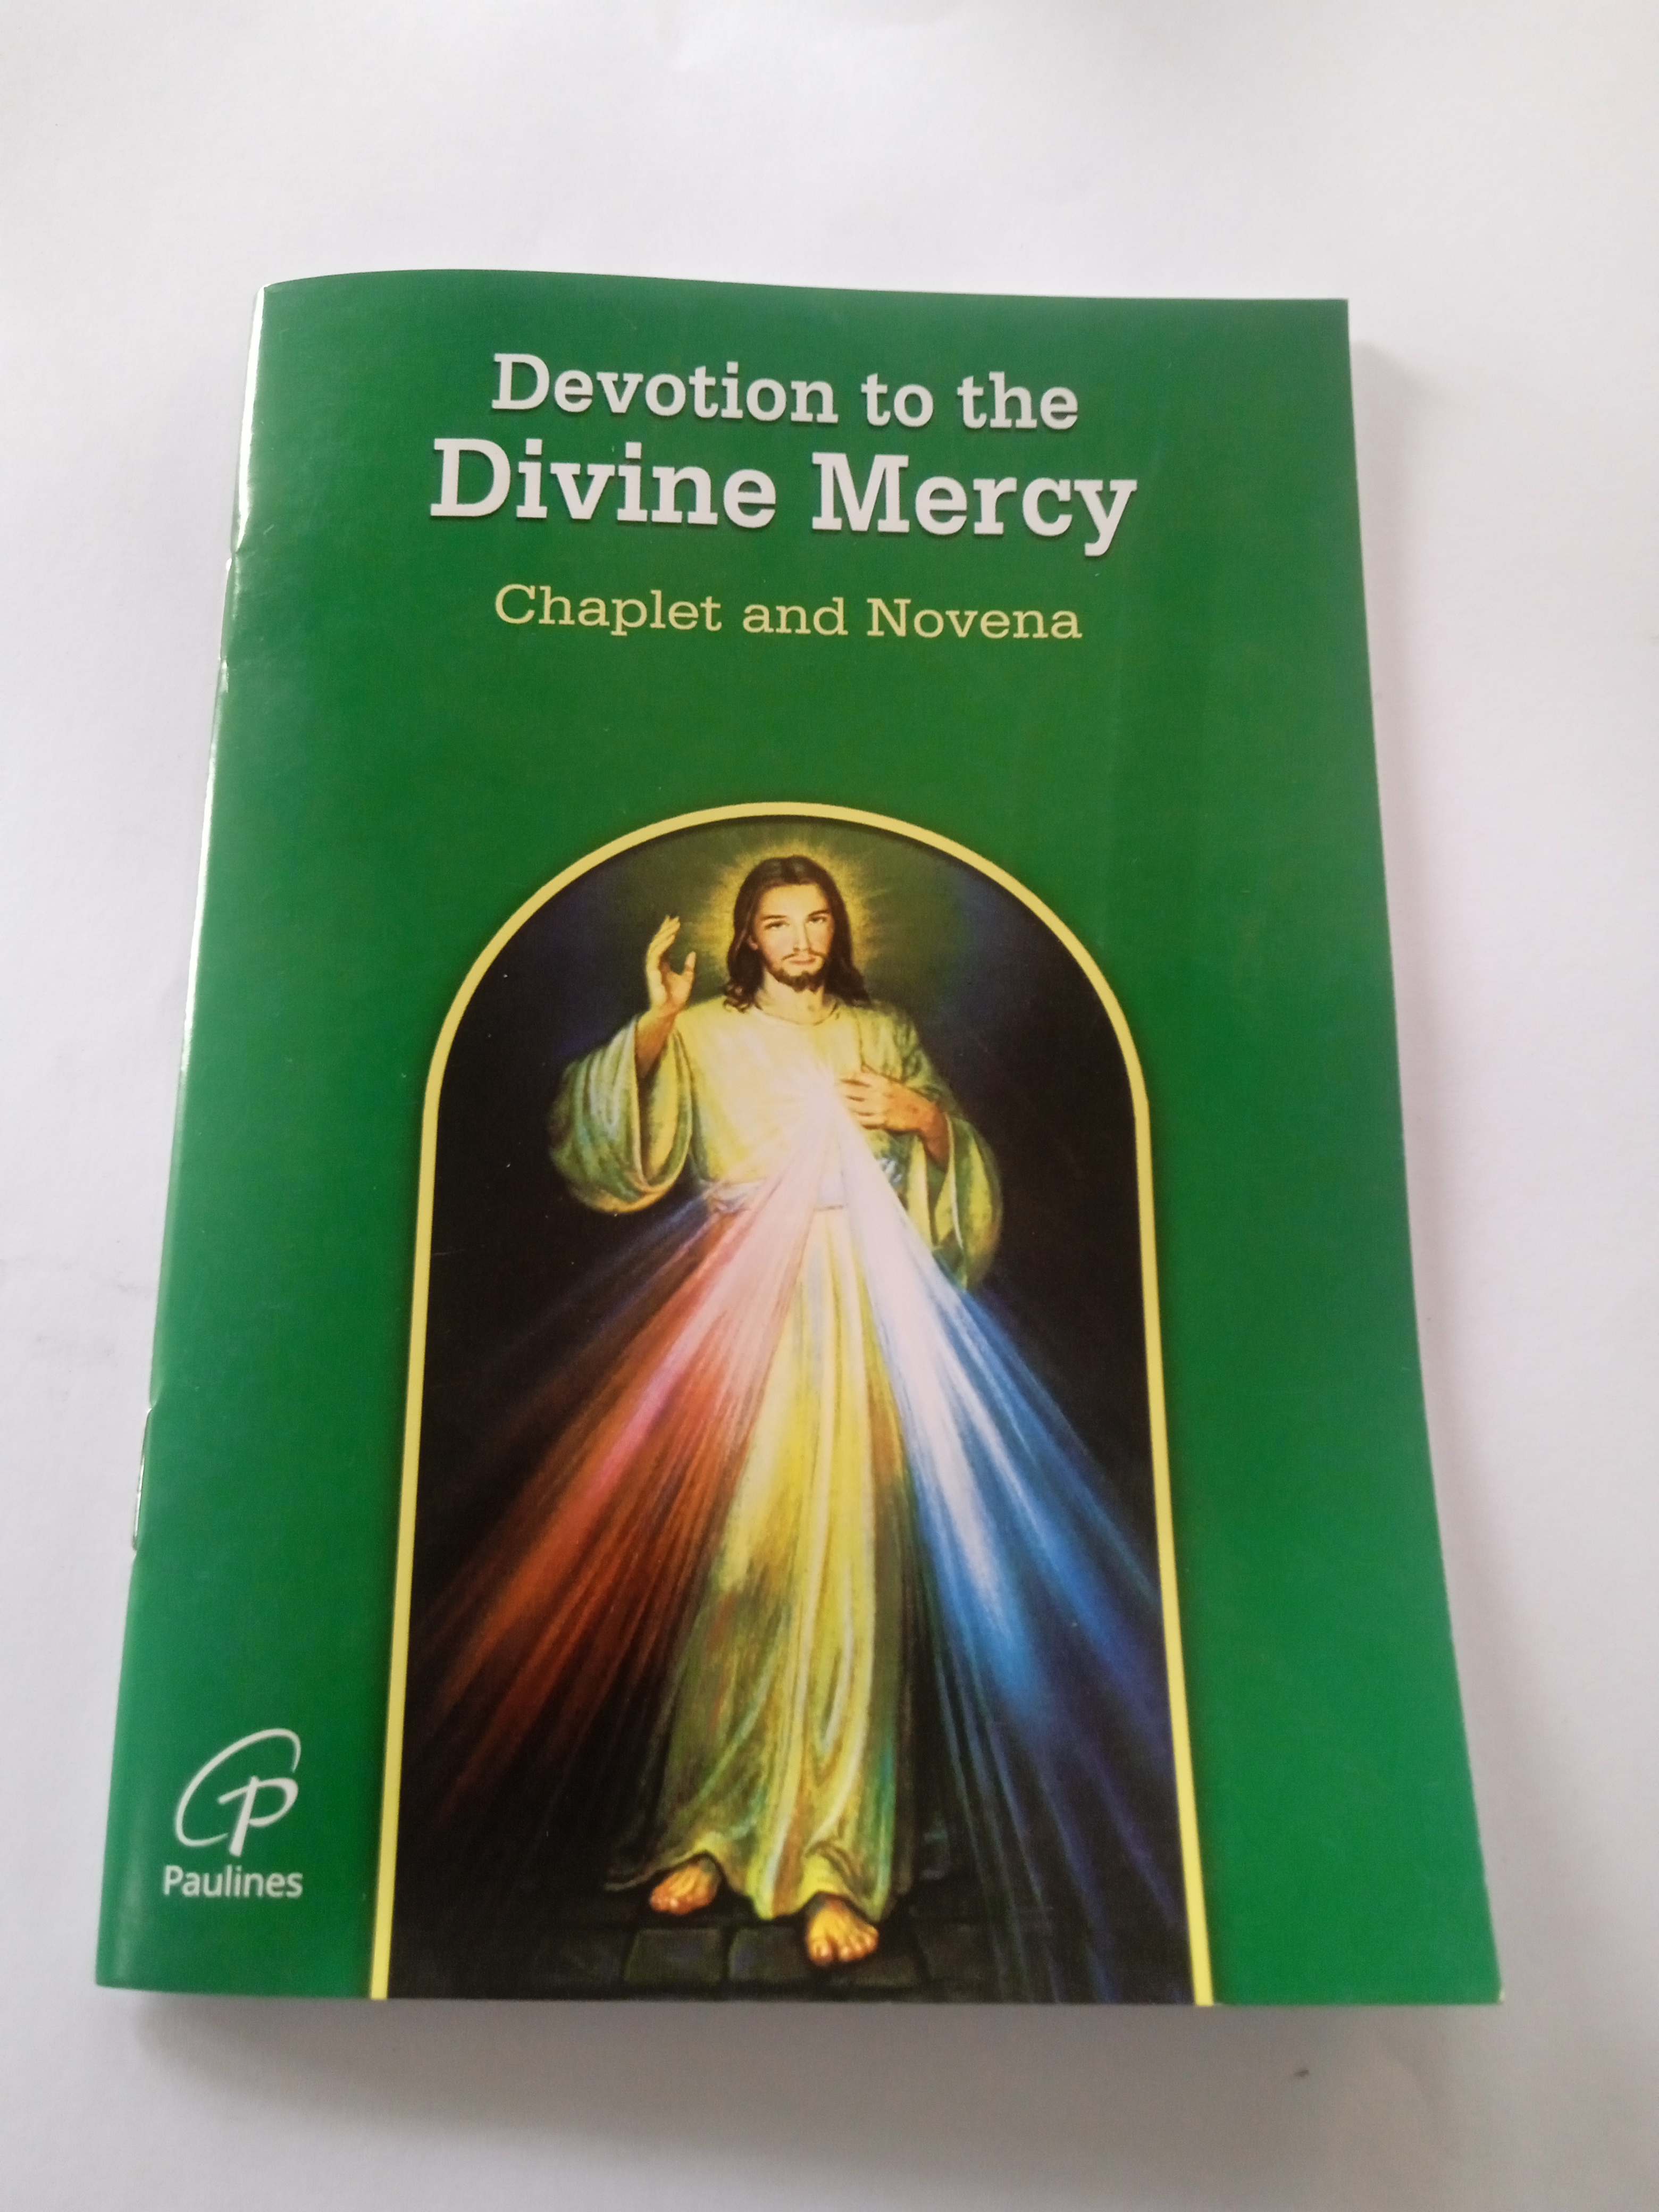 Devotion to the
Divine Mercy
Chaplet and Novena
Paulines